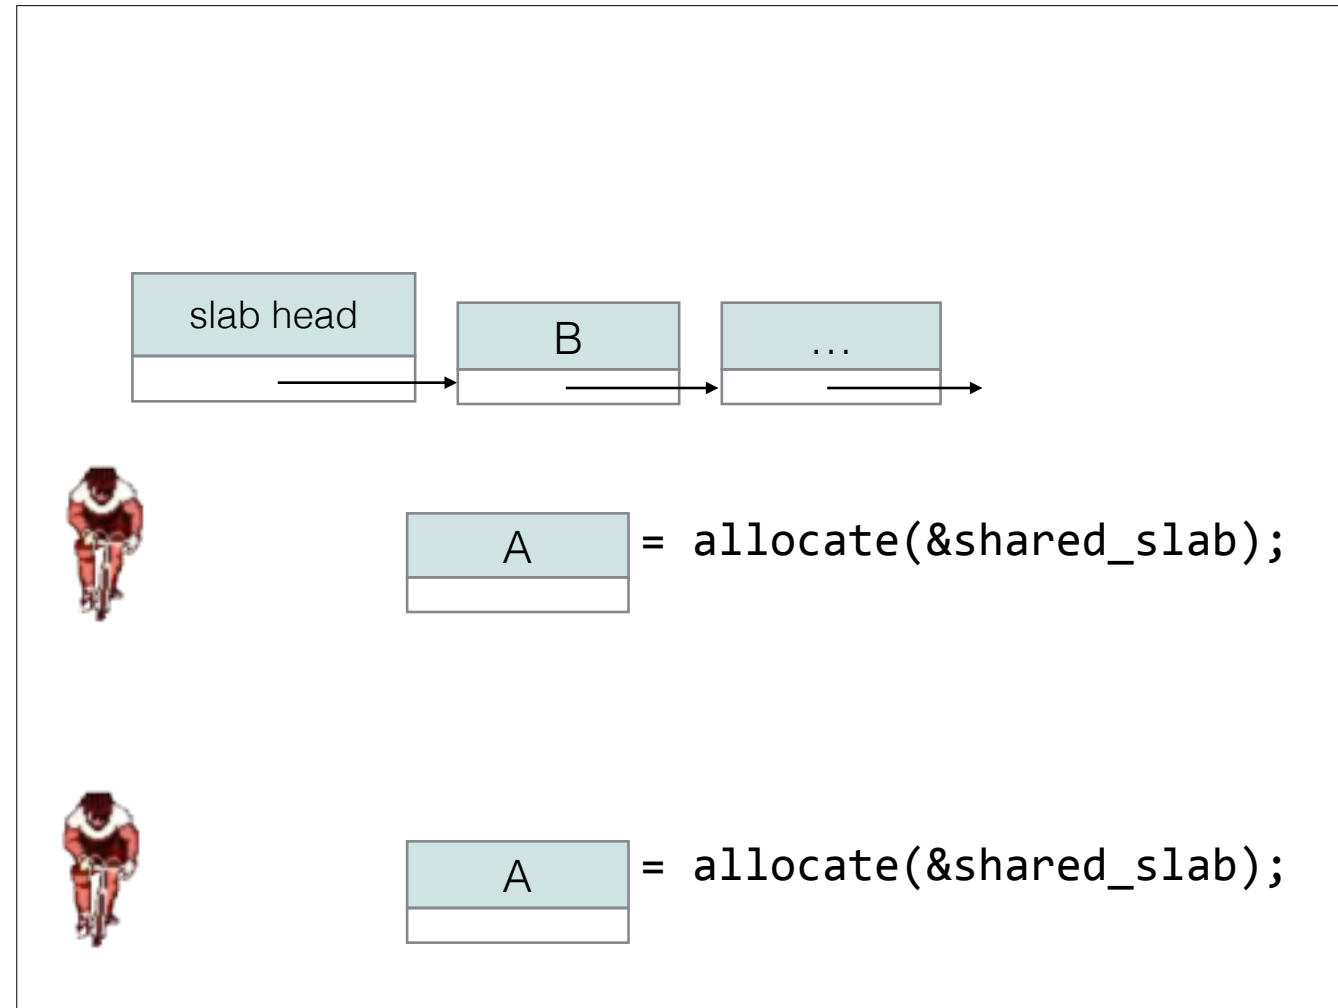 slab head
B
…
A = allocate(&shared_slab);
A = allocate(&shared_slab);